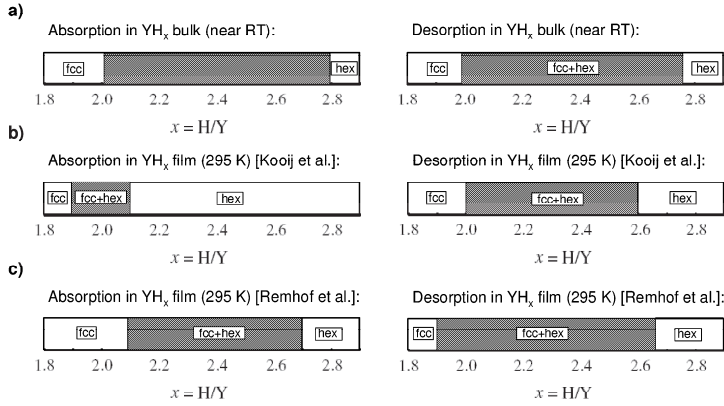 a)
Absorption in YHx bulk (near RT):
fcc
hex
1.8 2.0 2.2 2.4 2.6 2.8
x = H/Y
Desorption in YHx bulk (near RT):
fcc
fcc+hex
hex
1.8 2.0 2.2 2.4 2.6 2.8
x = H/Y
b)
Absorption in YHx film (295 K) [Kooij et al.]:
fcc
fcc+hex
hex
1.8 2.0 2.2 2.4 2.6 2.8
x = H/Y
Desorption in YHx film (295 K) [Kooij et al.]:
fcc
fcc+hex
hex
1.8 2.0 2.2 2.4 2.6 2.8
x = H/Y
c)
Absorption in YHx film (295 K) [Remhof et al.]:
fcc
fcc+hex
hex
1.8 2.0 2.2 2.4 2.6 2.8
x = H/Y
Desorption in YHx film (295 K) [Remhof et al.]:
fcc
fcc+hex
hex
1.8 2.0 2.2 2.4 2.6 2.8
x = H/Y